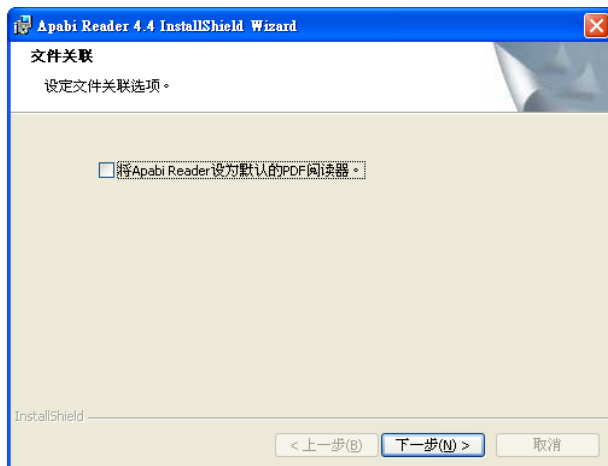 Apabi Reader 4.4 InstallShield Wizard
文件关联
设定文件关联选项。
将Apabi Reader设为默认的PDF阅读器。
InstallShield
< 上一步(B) 下一步(N) > 取消